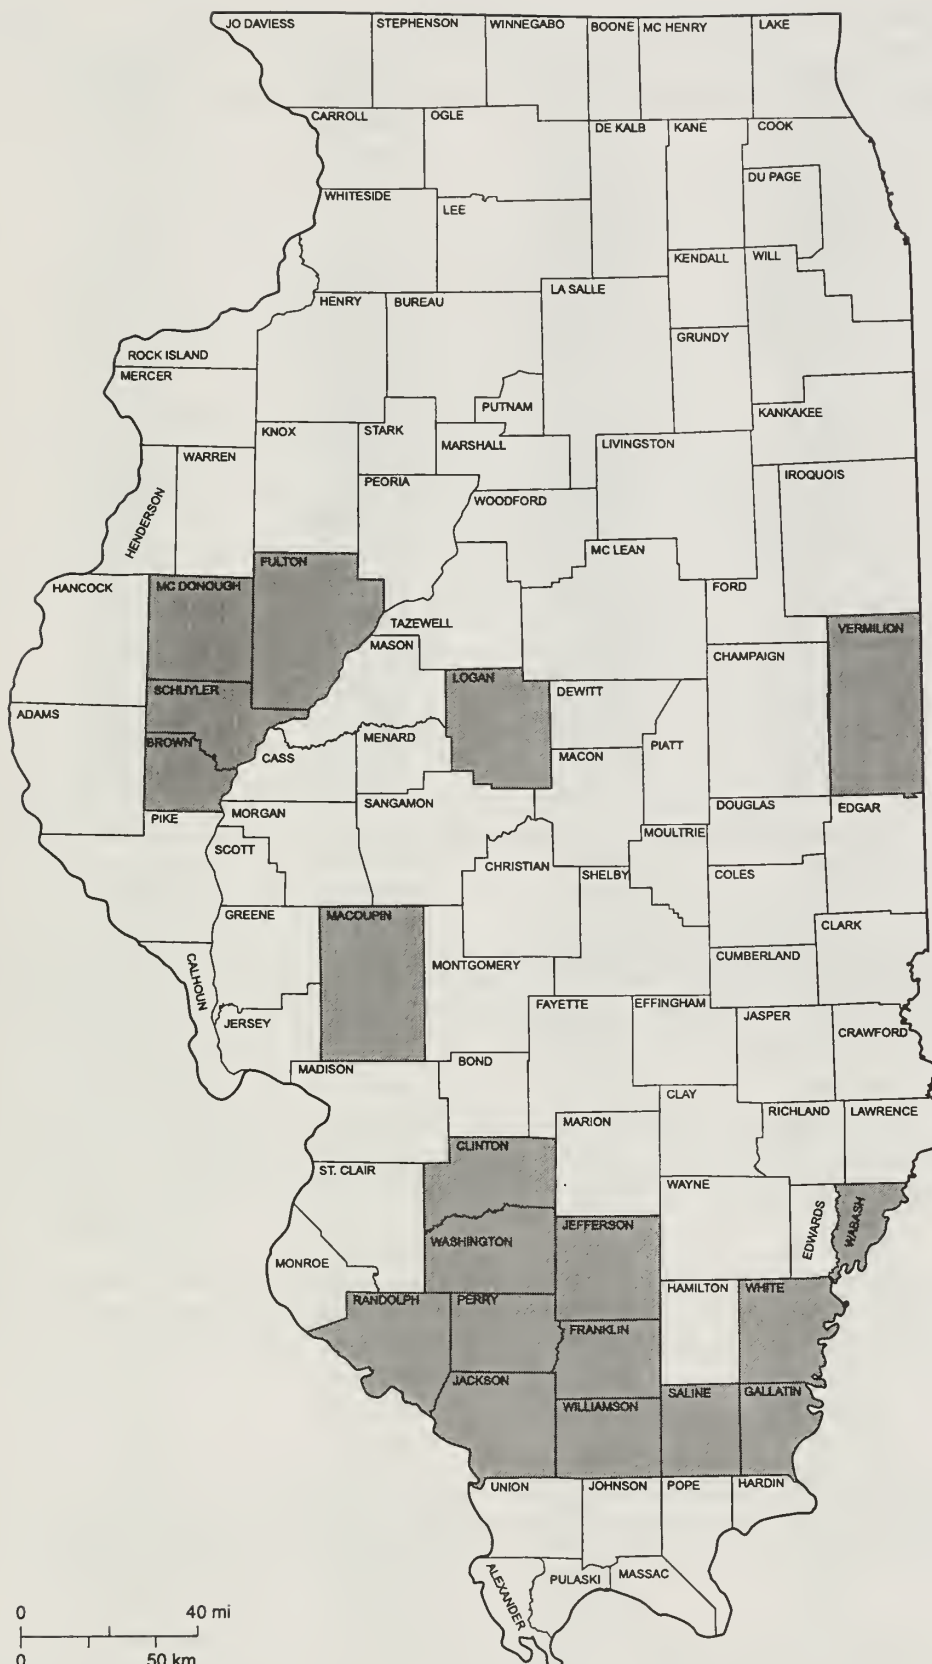 JO DAVIESS
STEPHENSON
WINNEGABO
BOONE
MC HENRY
LAKE
CARROLL
OGLE
DE KALB
KANE
COOK
DU PAGE
WHITESIDE
LEE
KENDALL
WILL
HENRY
BUREAU
LA SALLE
GRUNDY
ROCK ISLAND
MERCER
PUTNAM
KANKAKEE
KNOX
STARK
MARSHALL
LIVINGSTON
WARREN
PEORIA
IROQUOIS
HENDERSON
WOODFORD
MC LEAN
FULTON
HANCOCK
MC DONOUGH
FORD
TAZEWELL
VERMILION
MASON
CHAMPAIGN
LOGAN
SCHUYLER
DEWITT
ADAMS
BROWN
MENARD
PIATT
CASS
MACON
SANGAMON
DOUGLAS
EDGAR
PIKE
MORGAN
MOULTRIE
SCOTT
CHRISTIAN
SHELBY
COLES
GREENE
MACOUPIN
CLARK
CALHOUN
MONTGOMERY
CUMBERLAND
FAYETTE
EFFINGHAM
JERSEY
JASPER
CRAWFORD
MADISON
BOND
CLAY
RICHLAND
LAWRENCE
MARION
CLINTON
ST. CLAIR
WAYNE
EDWARDS
WABASH
JEFFERSON
WASHINGTON
MONROE
HAMILTON
WHITE
RANDOLPH
PERRY
FRANKLIN
JACKSON
SALINE
GALLATIN
WILLIAMSON
UNION
JOHNSON
POPE
HARDIN
ALEXANDER
PULASKI
MASSAC
0 40 mi
0 50 km